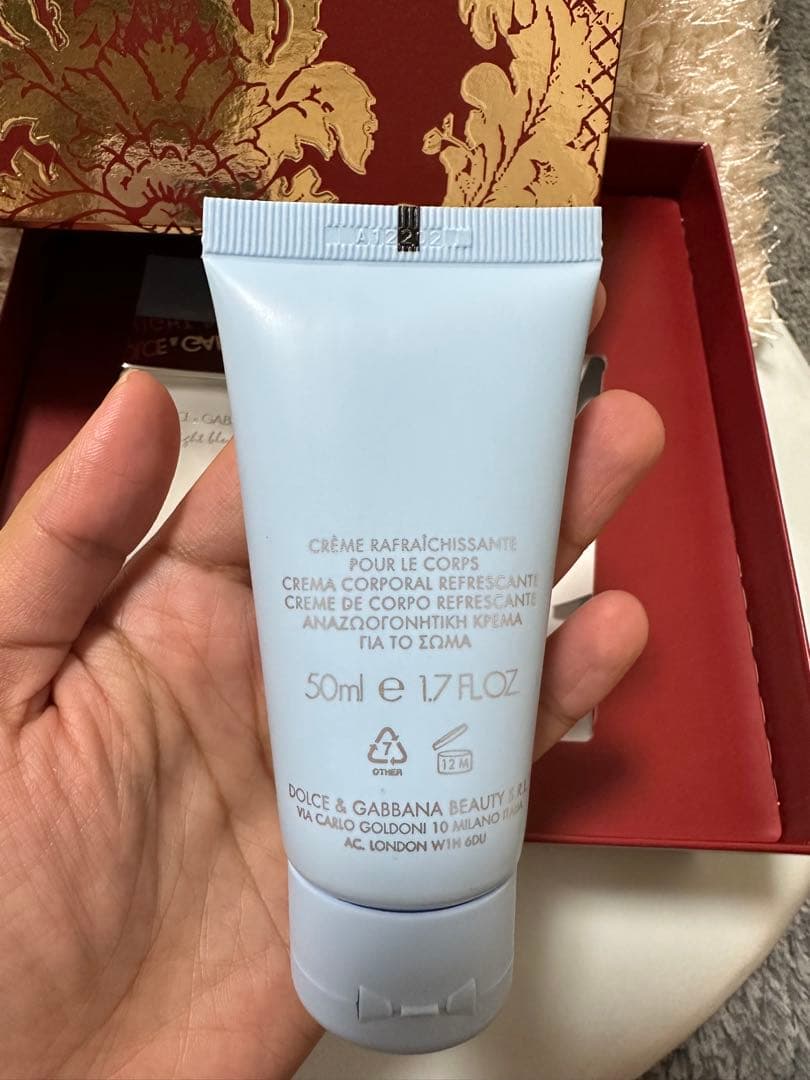 A12202
CRÈME RAFRAÎCHISSANTE
POUR LE CORPS
CREMA CORPORAL REFRESCANTE
CREME DE CORPO REFRESCANTE
ΑΝΑΖΩΟΓΟΝΗΤΙΚΗ ΚΡΕΜΑ
ΓΙΑ ΤΟ ΣΩΜΑ
50ml e 1.7 FL.OZ
7
OTHER
12 M
DOLCE & GABBANA BEAUTY S.R.L.
VIA CARLO GOLDONI 10 MILANO ITALIA
AC. LONDON W1H 6DU